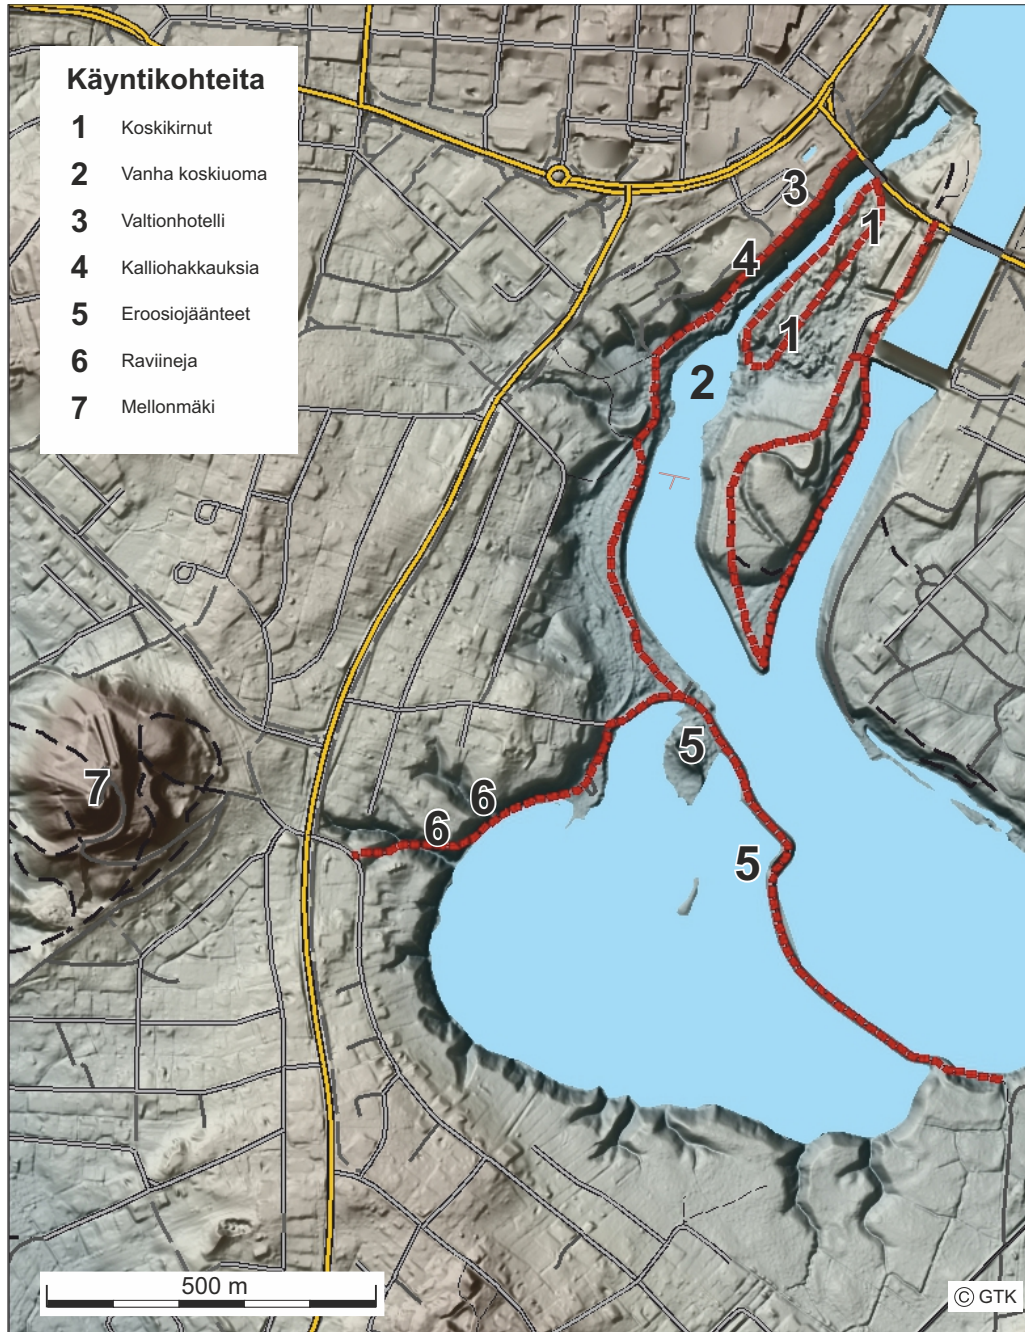 Käyntikohteita
1 Koskikirnut
2 Vanha koskiuoma
3 Valtionhotelli
4 Kalliohakkauksia
5 Eroosiojäänteet
6 Raviineja
7 Mellonmäki
3
1
4
1
2
5
7
6
6
5
500 m
© GTK